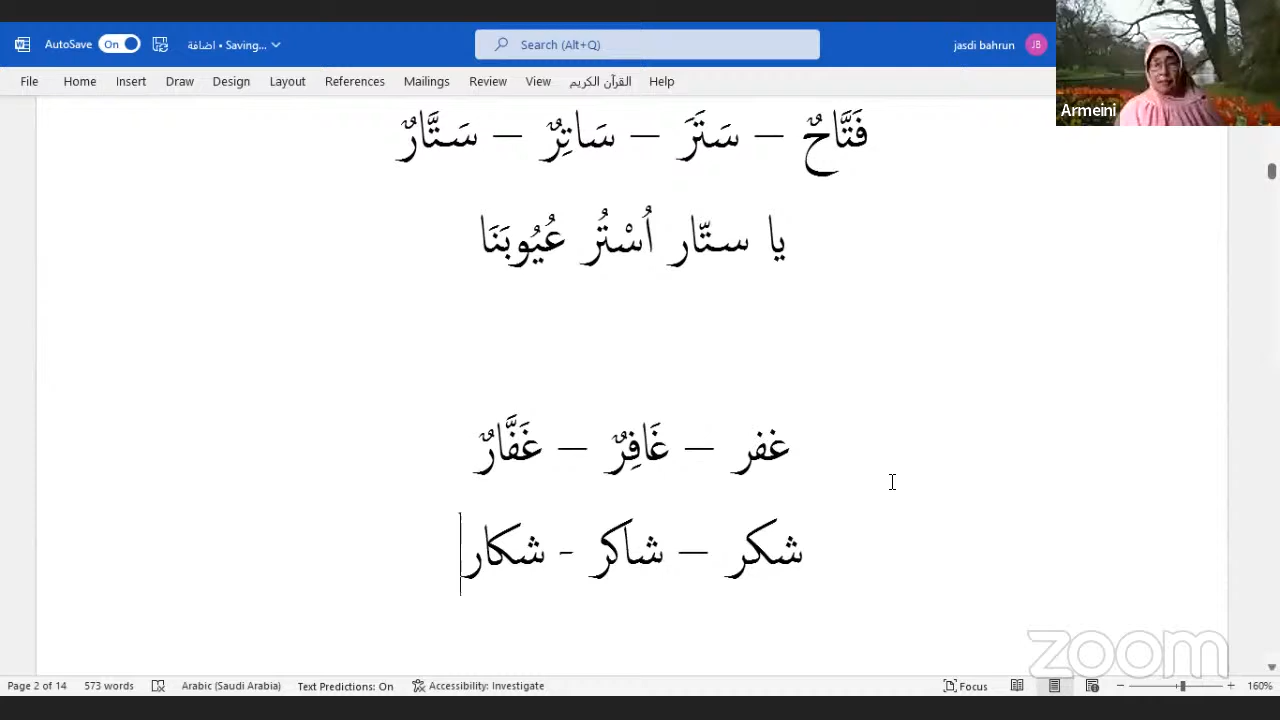 AutoSave On اضافة • Saving... Search (Alt+Q) jasdi bahrun JB
File Home Insert Draw Design Layout References Mailings Review View القرآن الكريم Help
Armeini
فَتَّاحٌ – سَتَرَ – سَاتِرٌ – سَتَّارٌ
يا ستّار اُسْتُر عُيُوبَنَا
غفر – غَافِرٌ – غَفَّارٌ
شكر – شاكر - شكار
zoom
Page 2 of 14 573 words Arabic (Saudi Arabia) Text Predictions: On Accessibility: Investigate Focus 160%